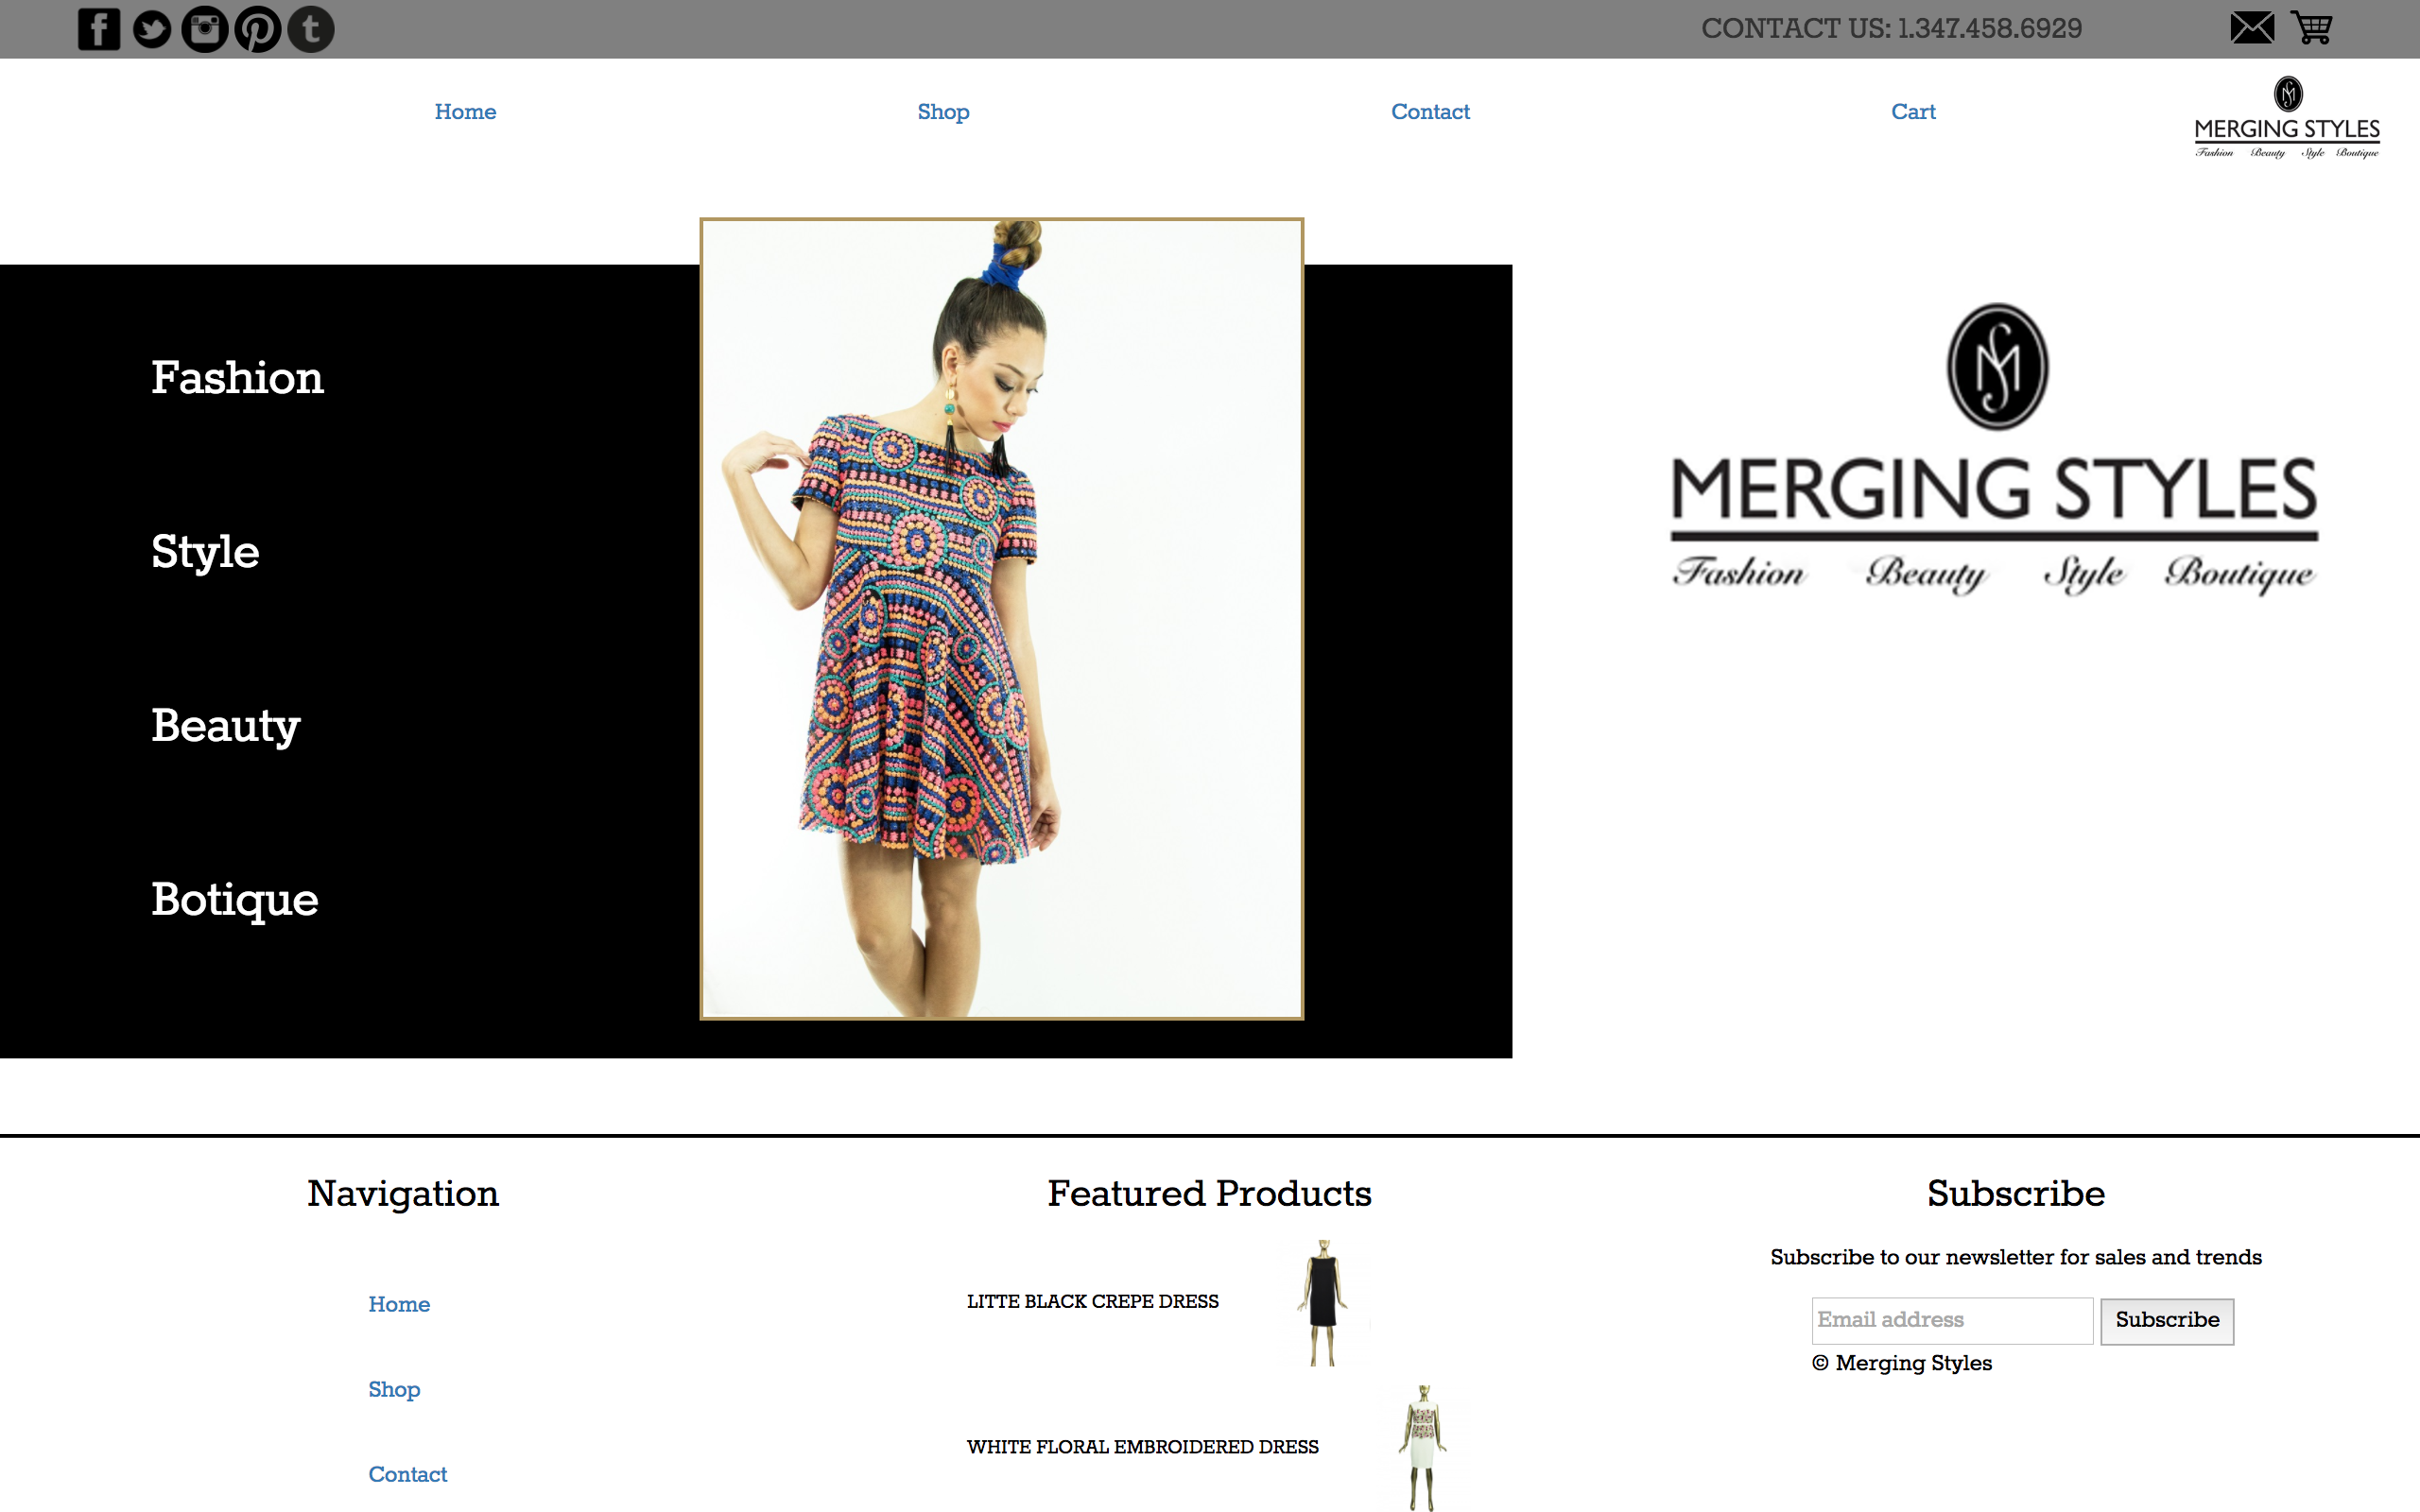 CONTACT US: 1.347.458.6929
Home Shop Contact Cart
MERGING STYLES
Fashion Beauty Style Boutique
Fashion
Style
Beauty
Botique
MERGING STYLES
Fashion Beauty Style Boutique
Navigation
Home
Shop
Contact
Featured Products
LITTE BLACK CREPE DRESS
WHITE FLORAL EMBROIDERED DRESS
Subscribe
Subscribe to our newsletter for sales and trends
Email address Subscribe
© Merging Styles